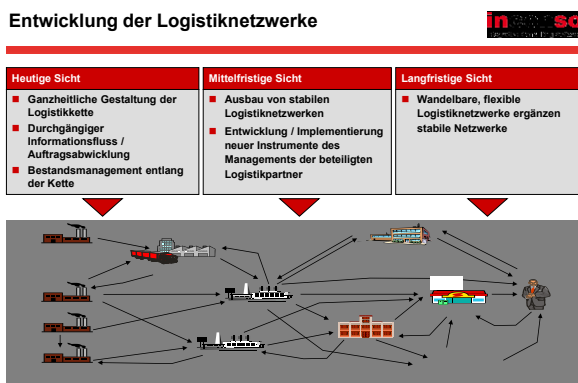 Entwicklung der Logistiknetzwerke
Heutige Sicht
Ganzheitliche Gestaltung der
Logistikkette
Durchgängiger
Informationsfluss /
Auftragsabwicklung
Bestandsmanagement entlang
der Kette
Mittelfristige Sicht
Ausbau von stabilen
Logistiknetzwerken
Entwicklung / Implementierung
neuer Instrumente des
Managements der beteiligten
Logistikpartner
Langfristige Sicht
Wandelbare, flexible
Logistiknetzwerke ergänzen
stabile Netzwerke